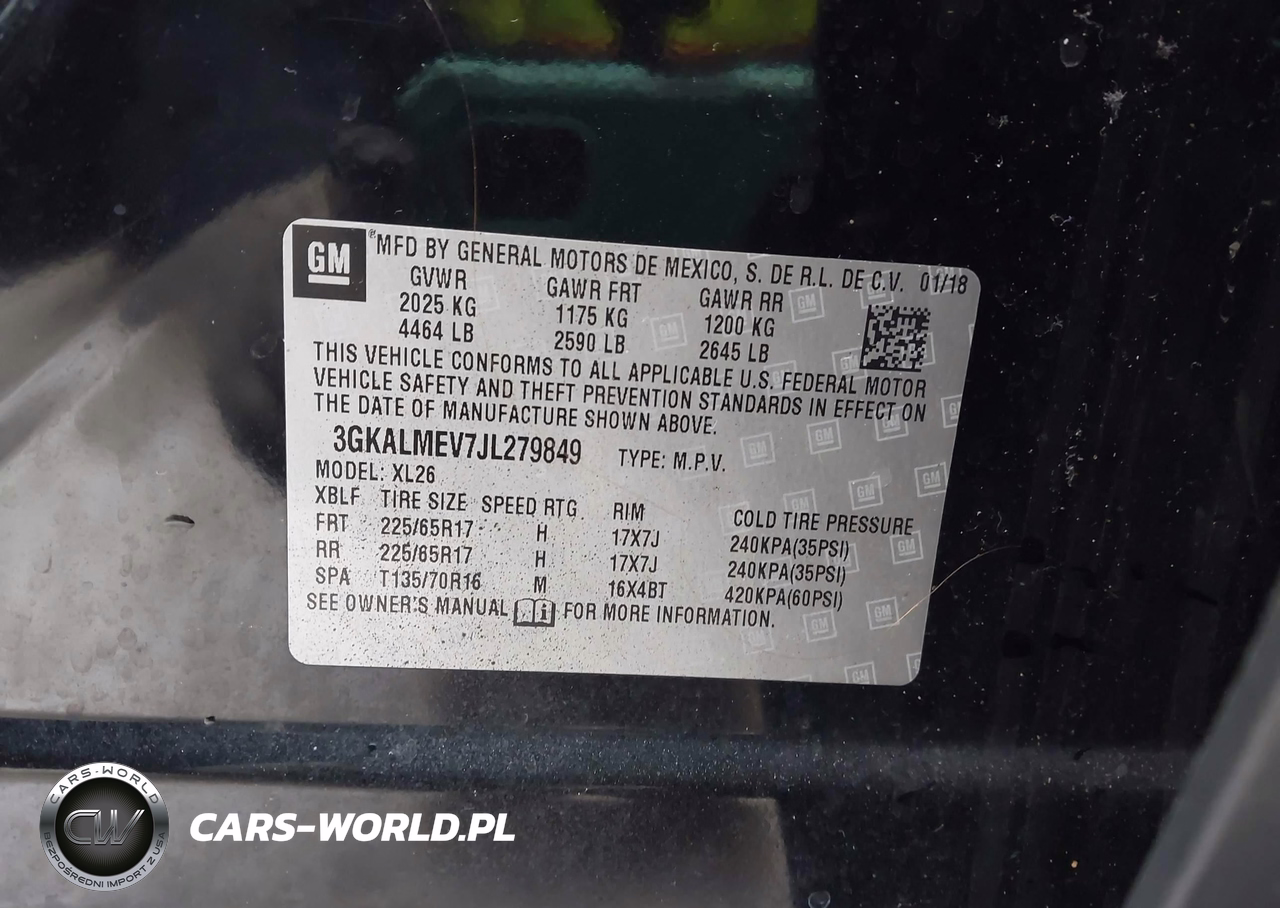 GM ®MFD BY GENERAL MOTORS DE MEXICO, S. DE R.L. DE C.V. 01/18
GVWR GAWR FRT GAWR RR
2025 KG 1175 KG 1200 KG
4464 LB 2590 LB 2645 LB
THIS VEHICLE CONFORMS TO ALL APPLICABLE U.S. FEDERAL MOTOR
VEHICLE SAFETY AND THEFT PREVENTION STANDARDS IN EFFECT ON
THE DATE OF MANUFACTURE SHOWN ABOVE.
3GKALMEV7JL279849 TYPE: M.P.V.
MODEL: XL26
XBLF TIRE SIZE SPEED RTG RIM COLD TIRE PRESSURE
FRT 225/65R17 H 17X7J 240KPA(35PSI)
RR 225/65R17 H 17X7J 240KPA(35PSI)
SPA T135/70R16 M 16X4BT 420KPA(60PSI)
SEE OWNER'S MANUAL FOR MORE INFORMATION.
CARS-WORLD
CW
BEZPOŚREDNI IMPORT Z USA
CARS-WORLD.PL